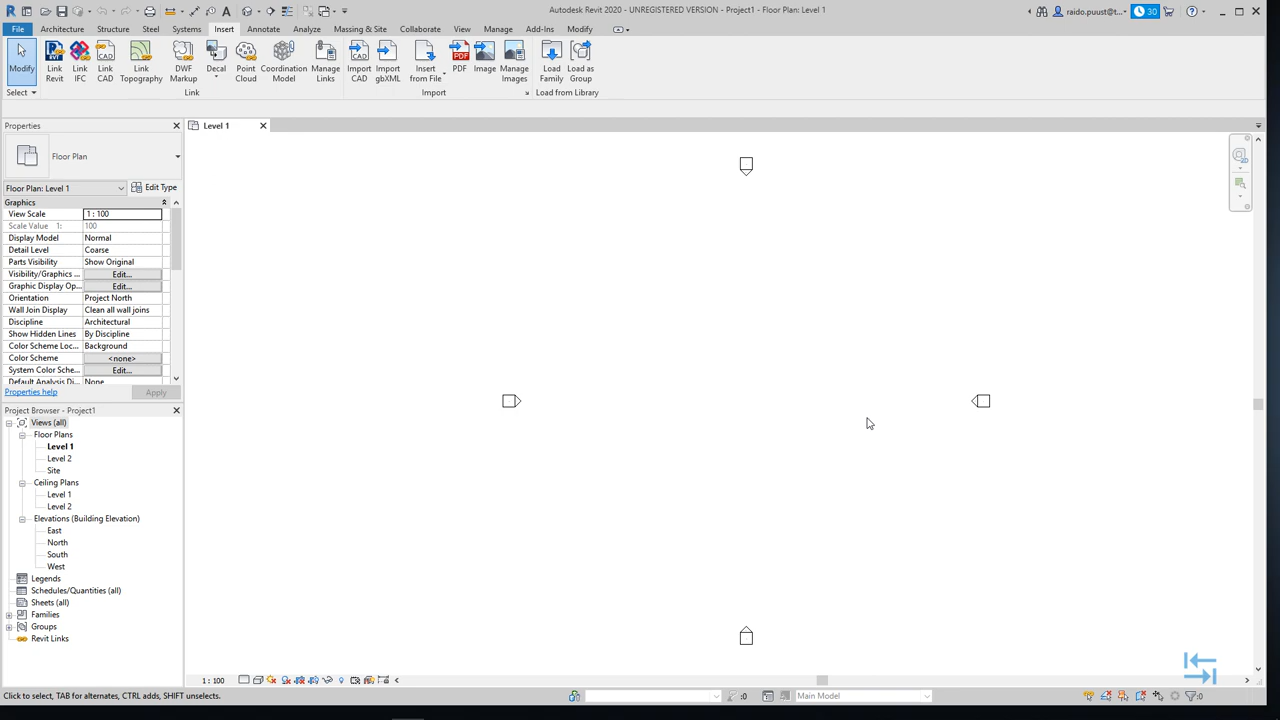 Autodesk Revit 2020 - UNREGISTERED VERSION - Project1 - Floor Plan: Level 1
raido.puust@t...
30
File Architecture Structure Steel Systems Insert Annotate Analyze Massing & Site Collaborate View Manage Add-Ins Modify
Modify
Link Revit
Link IFC
Link CAD
Link Topography
DWF Markup
Decal
Point Cloud
Coordination Model
Manage Links
Import CAD
Import gbXML
Insert from File
PDF
Image
Manage Images
Load Family
Load as Group
Select Link Import Load from Library
Properties
Level 1
Floor Plan
Floor Plan: Level 1 Edit Type
Graphics
View Scale 1 : 100
Scale Value 1: 100
Display Model Normal
Detail Level Coarse
Parts Visibility Show Original
Visibility/Graphics ... Edit...
Graphic Display Op... Edit...
Orientation Project North
Wall Join Display Clean all wall joins
Discipline Architectural
Show Hidden Lines By Discipline
Color Scheme Loc... Background
Color Scheme <none>
System Color Sche... Edit...
Default Analysis Di... None
Properties help Apply
Project Browser - Project1
Views (all)
Floor Plans
Level 1
Level 2
Site
Ceiling Plans
Level 1
Level 2
Elevations (Building Elevation)
East
North
South
West
Legends
Schedules/Quantities (all)
Sheets (all)
Families
Groups
Revit Links
1 : 100
Click to select, TAB for alternates, CTRL adds, SHIFT unselects.
:0
Main Model
:0